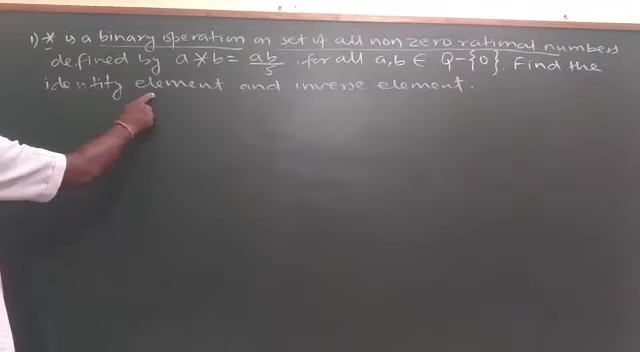 1) * is a binary operation on set of all non zero rational numbers
defined by a * b = ab/5 . for all a, b ∈ Q-{0}. Find the
identity element and inverse element.